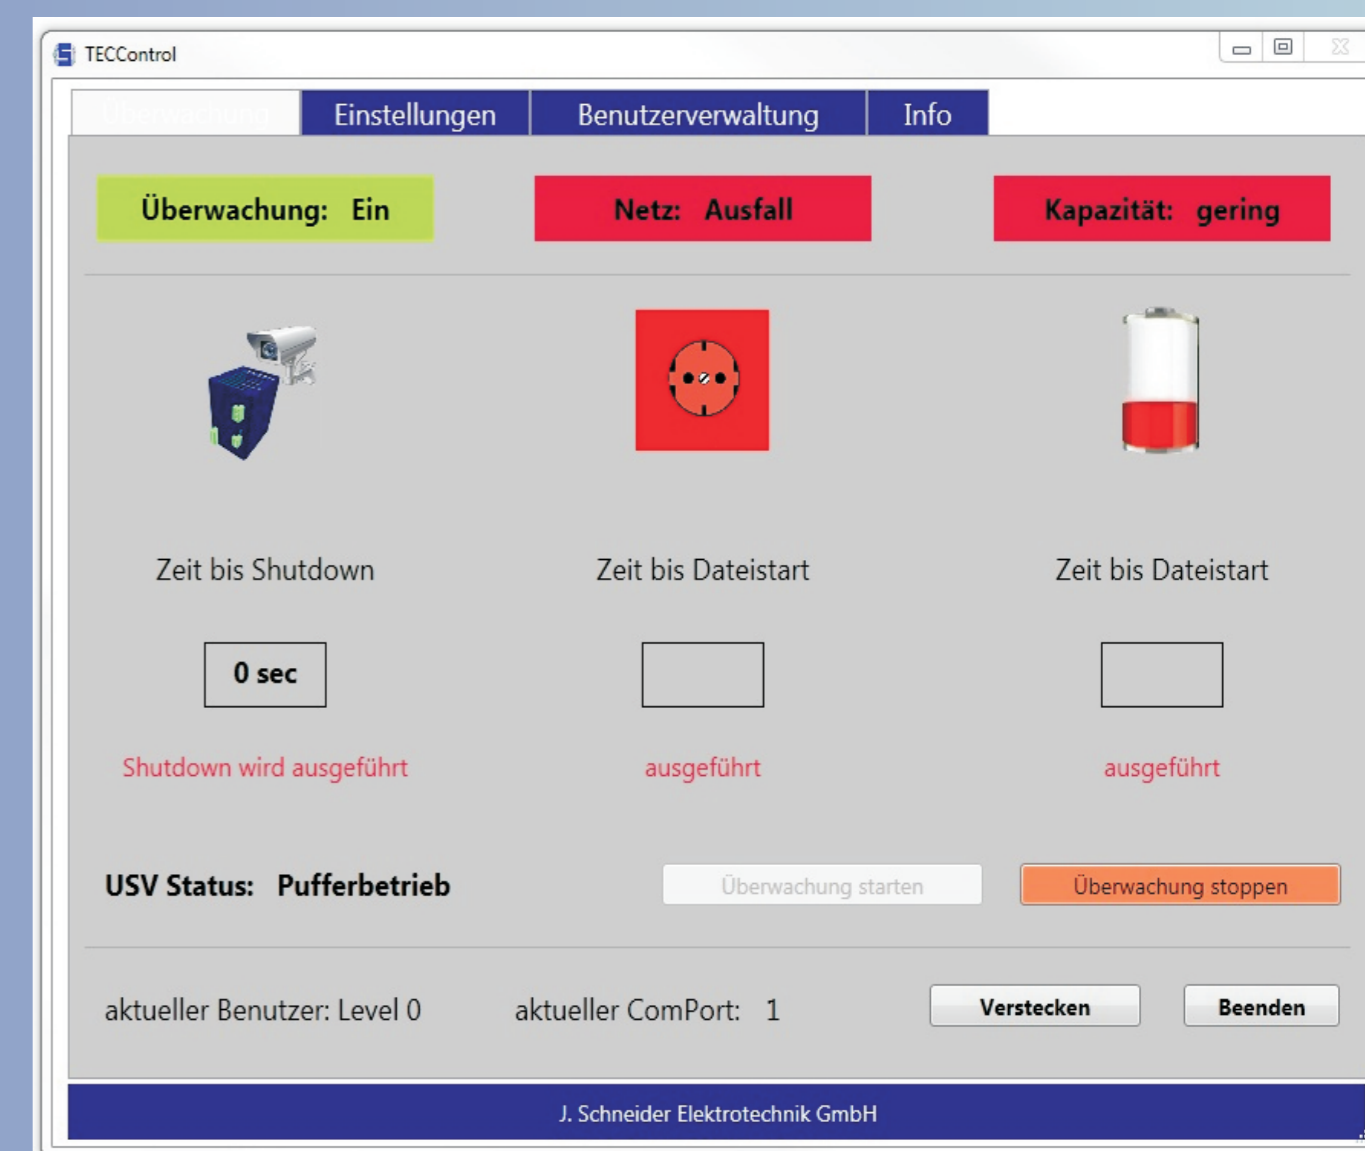 TECControl
Überwachung Einstellungen Benutzerverwaltung Info
Überwachung: Ein Netz: Ausfall Kapazität: gering
Zeit bis Shutdown Zeit bis Dateistart Zeit bis Dateistart
0 sec
Shutdown wird ausgeführt ausgeführt ausgeführt
USV Status: Pufferbetrieb Überwachung starten Überwachung stoppen
aktueller Benutzer: Level 0 aktueller ComPort: 1 Verstecken Beenden
J. Schneider Elektrotechnik GmbH